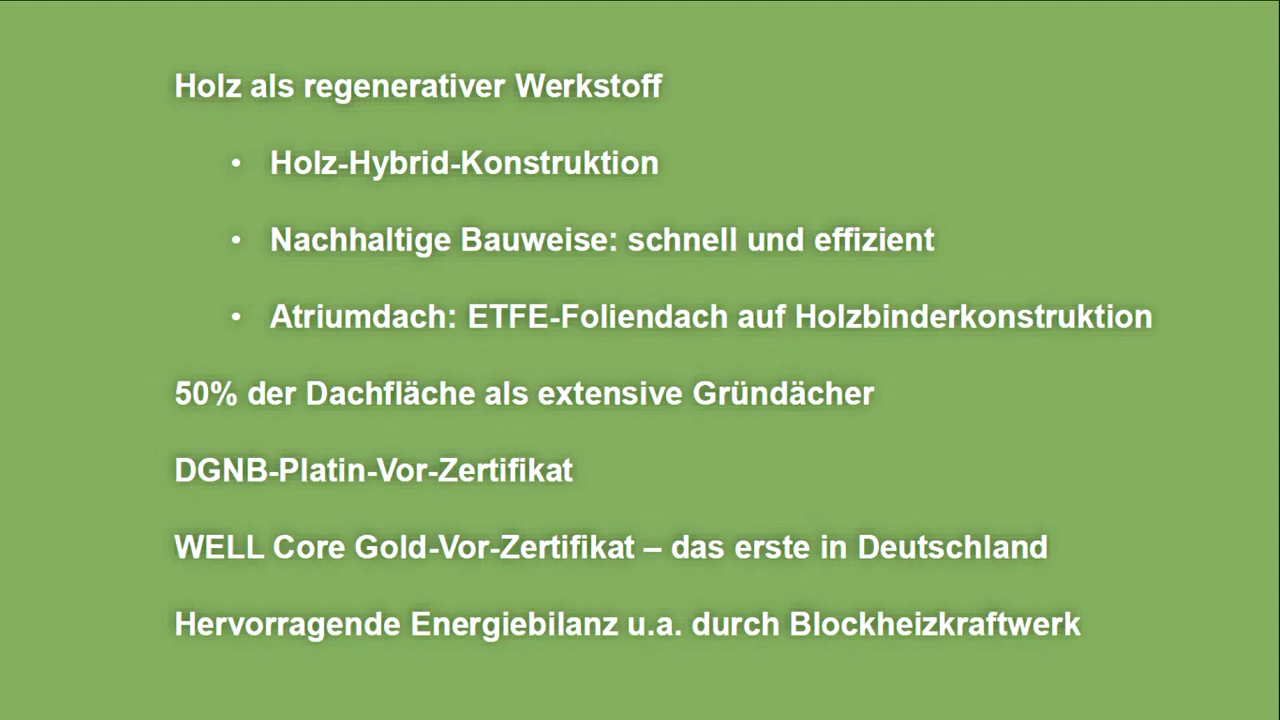 Holz als regenerativer Werkstoff
• Holz-Hybrid-Konstruktion
• Nachhaltige Bauweise: schnell und effizient
• Atriumdach: ETFE-Foliendach auf Holzbinderkonstruktion
50% der Dachfläche als extensive Gründächer
DGNB-Platin-Vor-Zertifikat
WELL Core Gold-Vor-Zertifikat – das erste in Deutschland
Hervorragende Energiebilanz u.a. durch Blockheizkraftwerk